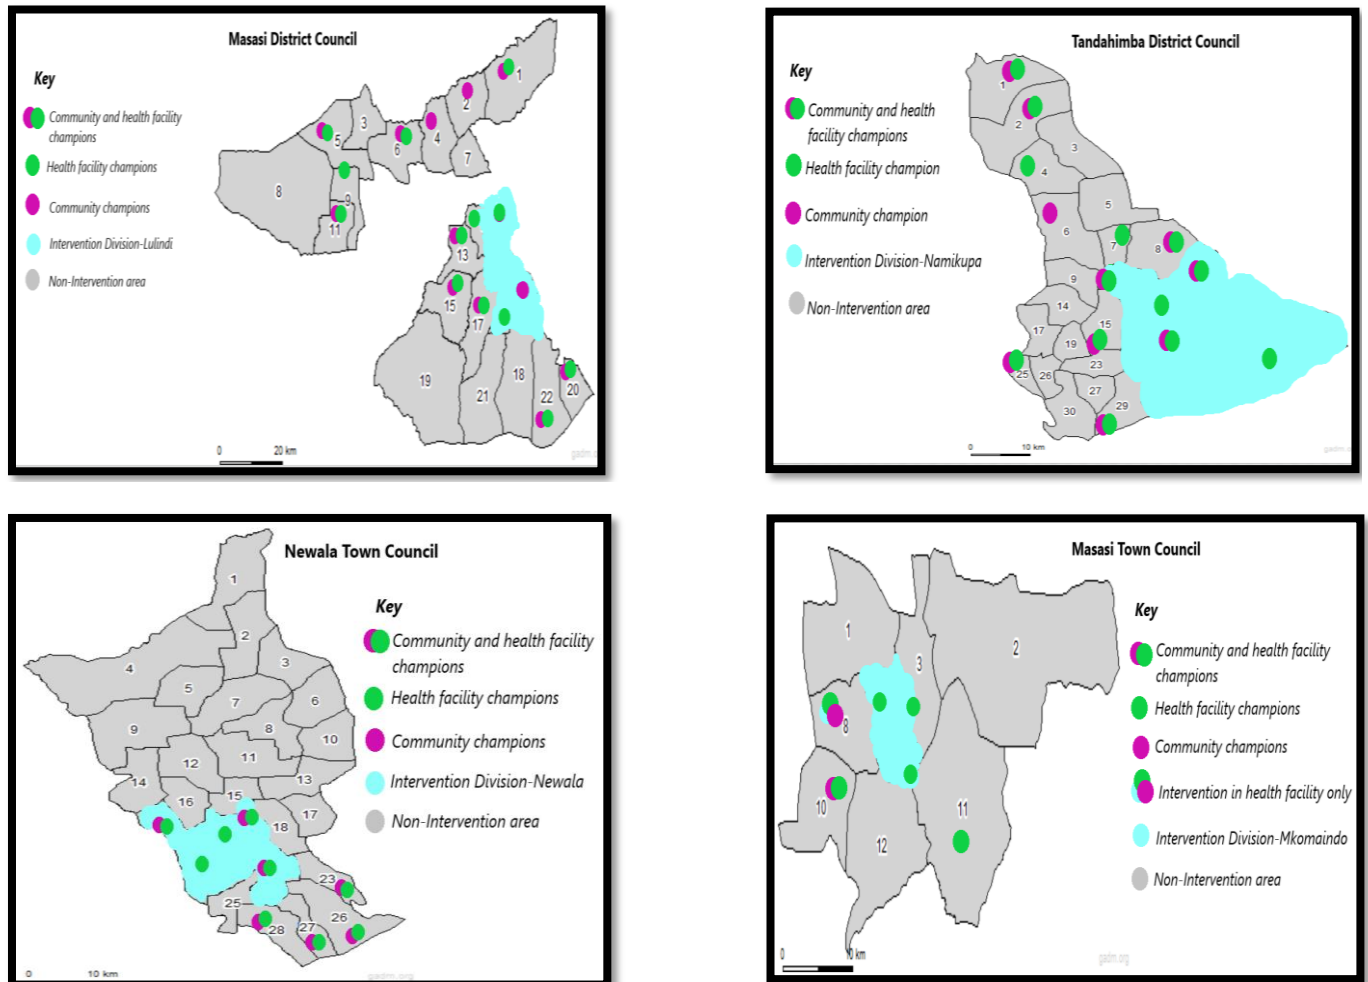 Masasi District Council
Key
Community and health facility
champions
Health facility champions
Community champions
Intervention Division-Lulindi
Non-Intervention area
1
2
3
4
5
6
7
8
9
11
13
15
17
18
19
20
21
22
0 20 km
gadm.org
Tandahimba District Council
Key
Community and health
facility champions
Health facility champion
Community champion
Intervention Division-Namikupa
Non-Intervention area
1
2
3
4
5
6
7
8
9
14
15
17
19
23
25
26
27
29
30
0 10 km
Newala Town Council
Key
Community and health facility
champions
Health facility champions
Community champions
Intervention Division-Newala
Non-Intervention area
1
2
3
4
5
6
7
8
9
10
11
12
13
14
15
16
17
18
23
25
26
27
28
0 10 km
gadm.org
Masasi Town Council
Key
Community and health facility
champions
Health facility champions
Community champions
Intervention in health facility only
Intervention Division-Mkomaindo
Non-Intervention area
1
2
3
8
10
11
12
0 10 km
gadm.org